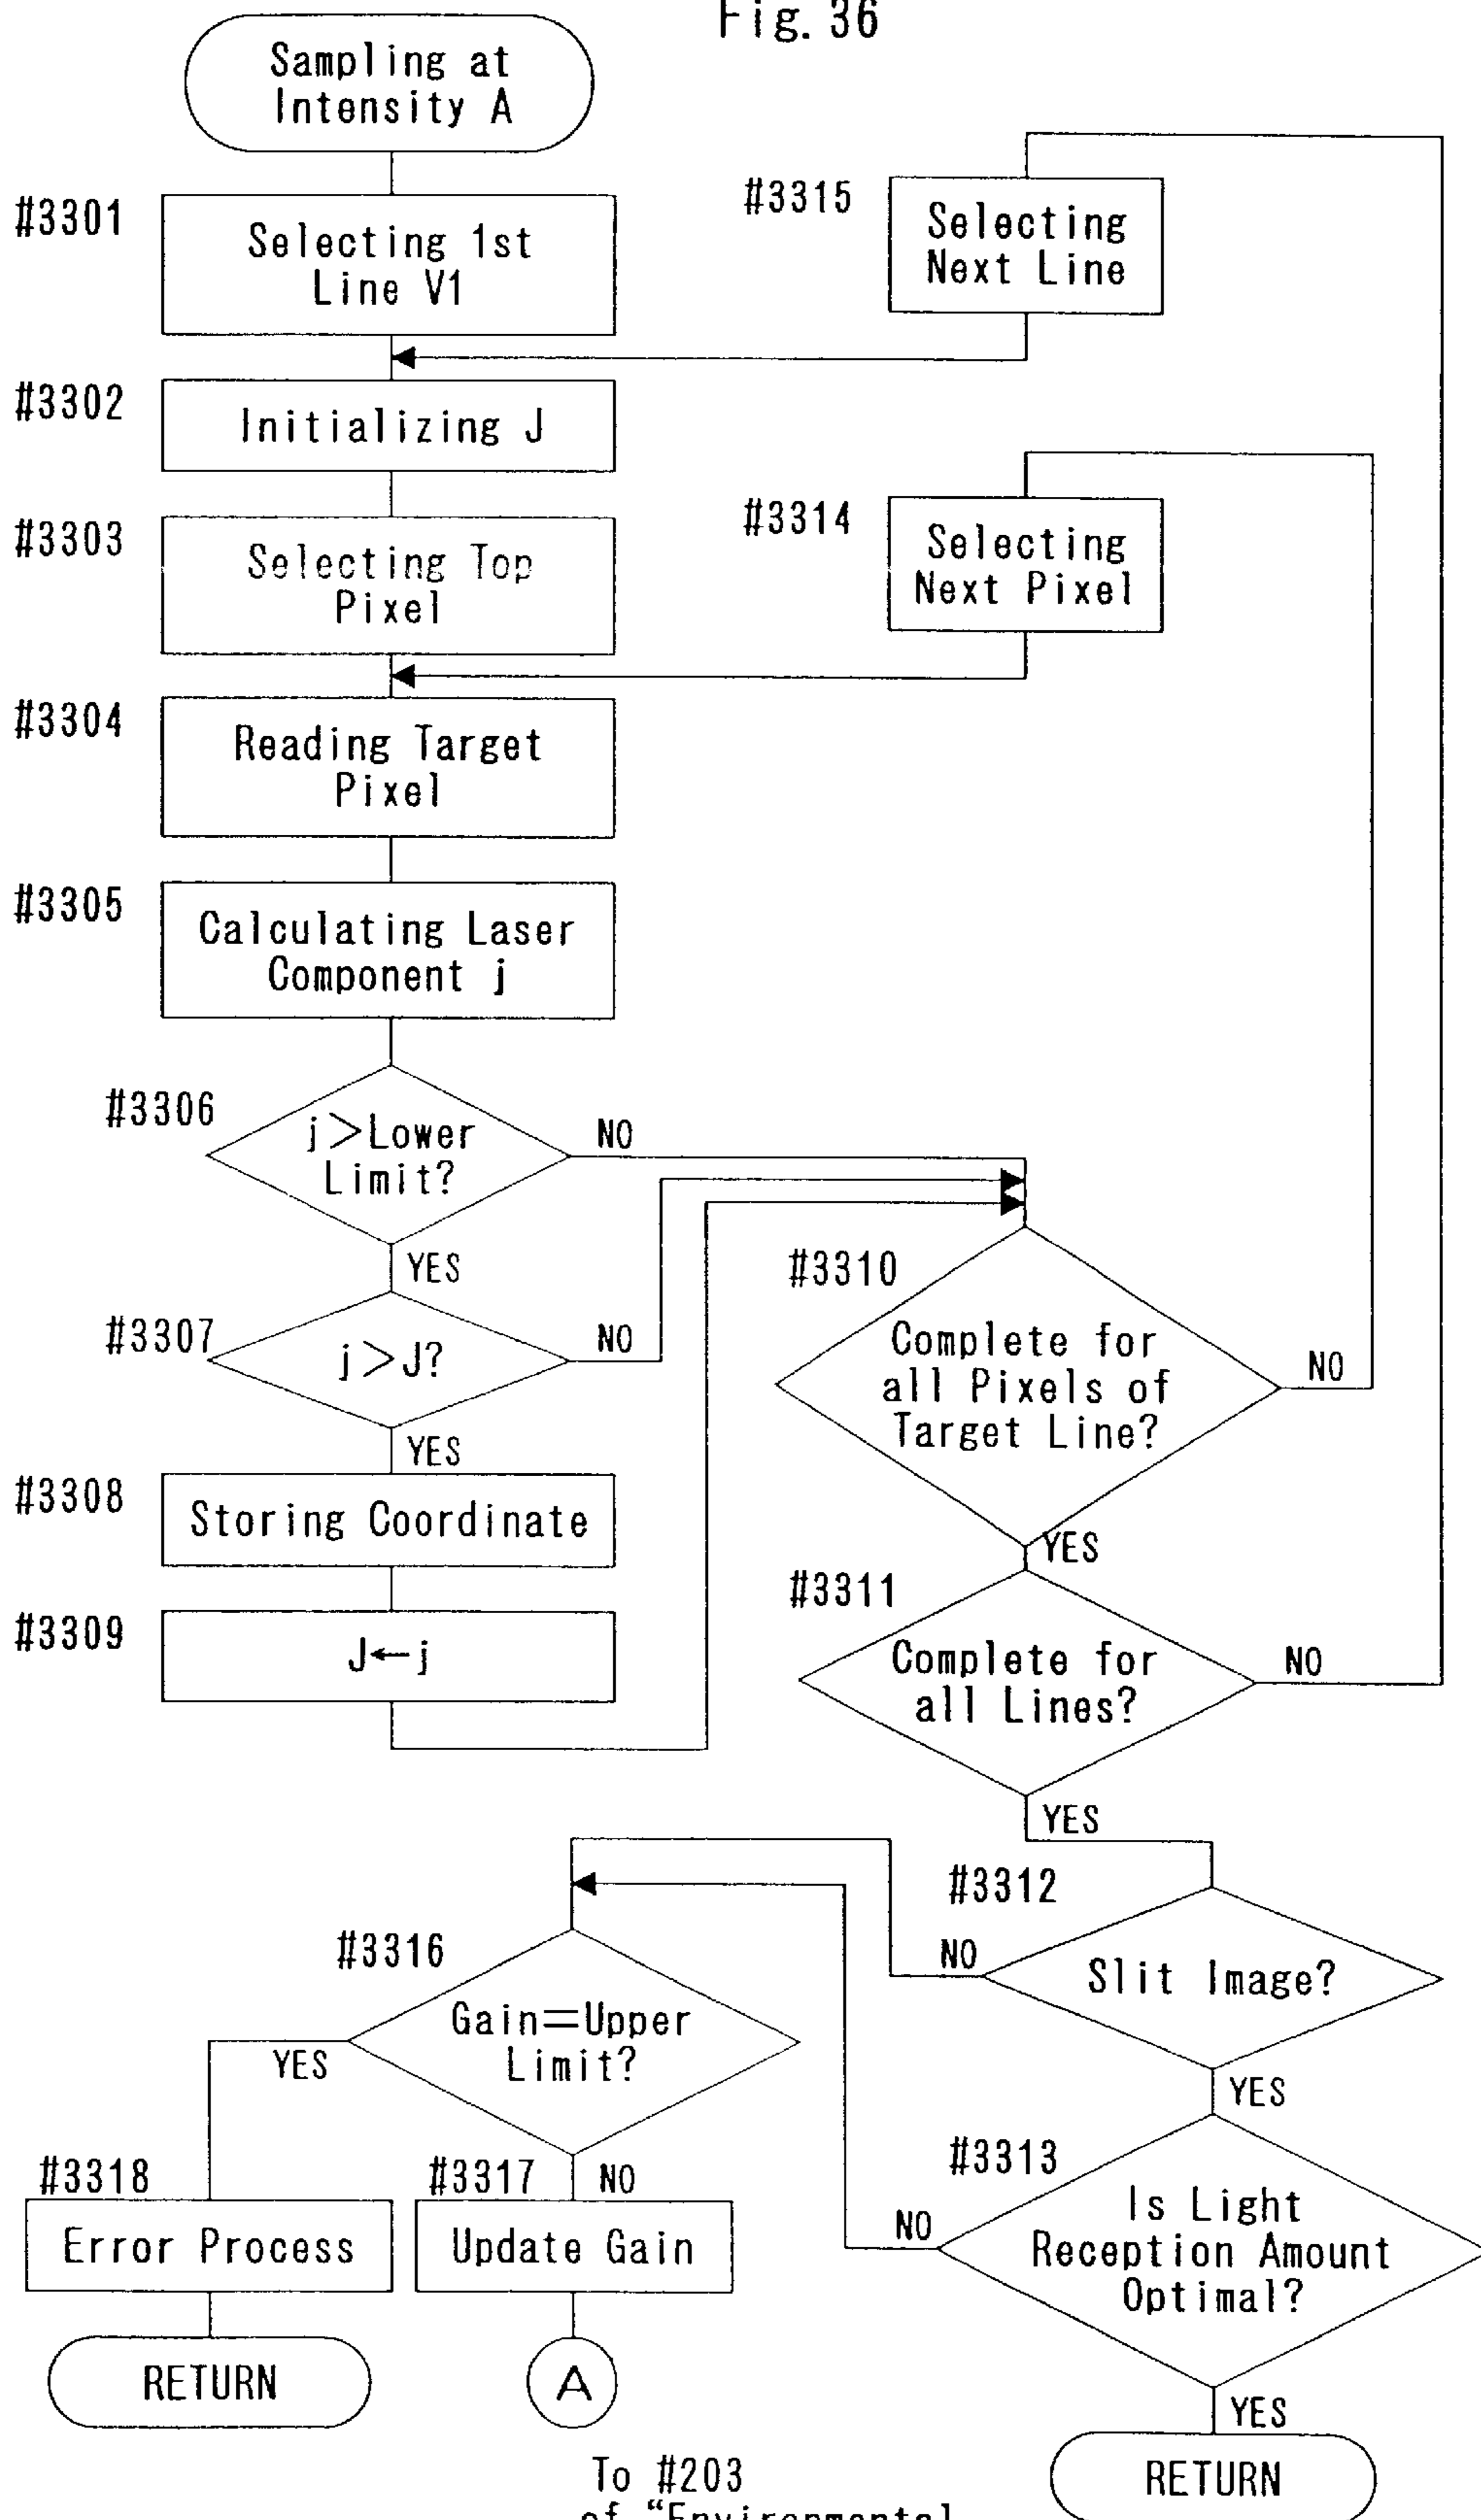 Fig. 36
Sampling at
Intensity A
#3301
Selecting 1st
Line V1
#3315
Selecting
Next Line
#3302
Initializing J
#3303
Selecting Top
Pixel
#3314
Selecting
Next Pixel
#3304
Reading Target
Pixel
#3305
Calculating Laser
Component j
#3306
j>Lower
Limit?
NO
YES
#3307
j>J?
NO
YES
#3308
Storing Coordinate
#3309
J←j
#3310
Complete for
all Pixels of
Target Line?
NO
YES
#3311
Complete for
all Lines?
NO
YES
#3312
Slit Image?
NO
YES
#3313
Is Light
Reception Amount
Optimal?
NO
YES
RETURN
#3316
Gain=Upper
Limit?
YES
NO
#3318
Error Process
RETURN
#3317
Update Gain
A
To #203
of "Environmental